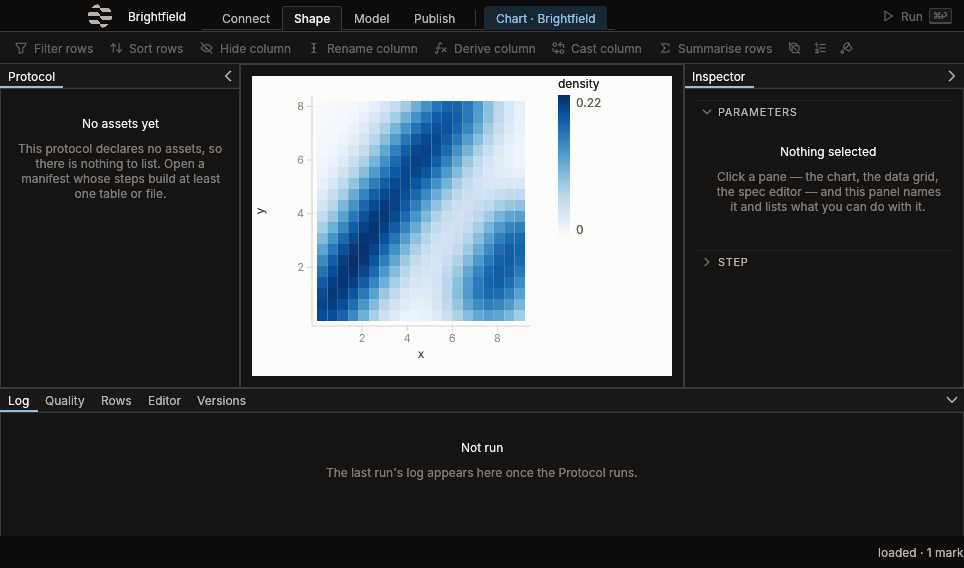 Brightfield
Connect
Shape
Model
Publish
Chart · Brightfield
Run
⌘P
Filter rows
Sort rows
Hide column
Rename column
Derive column
Cast column
Summarise rows
Protocol
No assets yet
This protocol declares no assets, so
there is nothing to list. Open a
manifest whose steps build at least
one table or file.
density
0.22
0
8
6
4
2
y
2
4
6
8
x
Inspector
PARAMETERS
Nothing selected
Click a pane — the chart, the data grid,
the spec editor — and this panel names
it and lists what you can do with it.
STEP
Log
Quality
Rows
Editor
Versions
Not run
The last run's log appears here once the Protocol runs.
loaded · 1 mark